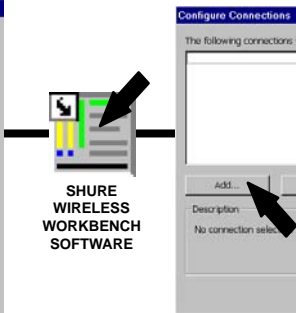 Configure Connections
The following connections
SHURE
WIRELESS
WORKBENCH
SOFTWARE
Add...
Description
No connection selec